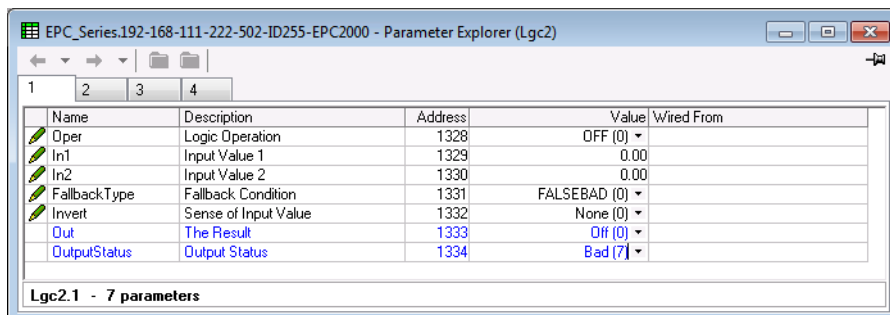 EPC_Series.192-168-111-222-502-ID255-EPC2000 - Parameter Explorer (Lgc2)
1 2 3 4
Name Description Address Value Wired From
Oper Logic Operation 1328 OFF (0)
In1 Input Value 1 1329 0.00
In2 Input Value 2 1330 0.00
FallbackType Fallback Condition 1331 FALSEBAD (0)
Invert Sense of Input Value 1332 None (0)
Out The Result 1333 Off (0)
OutputStatus Output Status 1334 Bad (7)
Lgc2.1 - 7 parameters